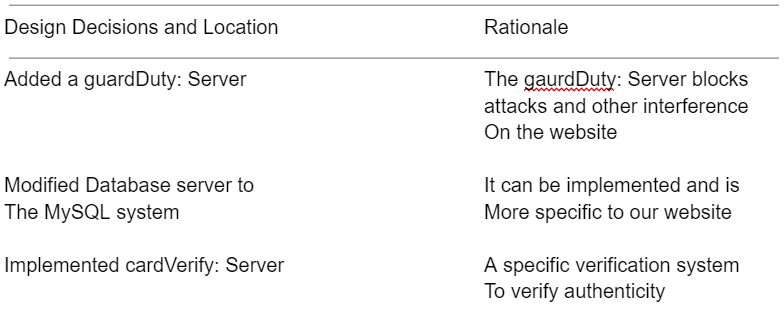 Design Decisions and Location Rationale
Added a guardDuty: Server The gaurdDuty: Server blocks
attacks and other interference
On the website
Modified Database server to It can be implemented and is
The MySQL system More specific to our website
Implemented cardVerify: Server A specific verification system
To verify authenticity